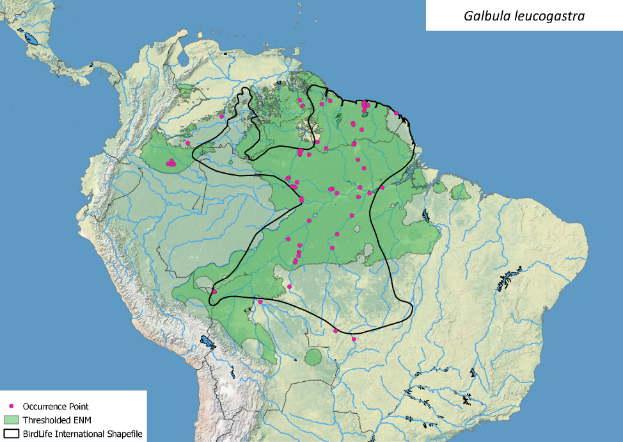 Galbula leucogastra
Occurrence Point
Thresholded ENM
BirdLife International Shapefile